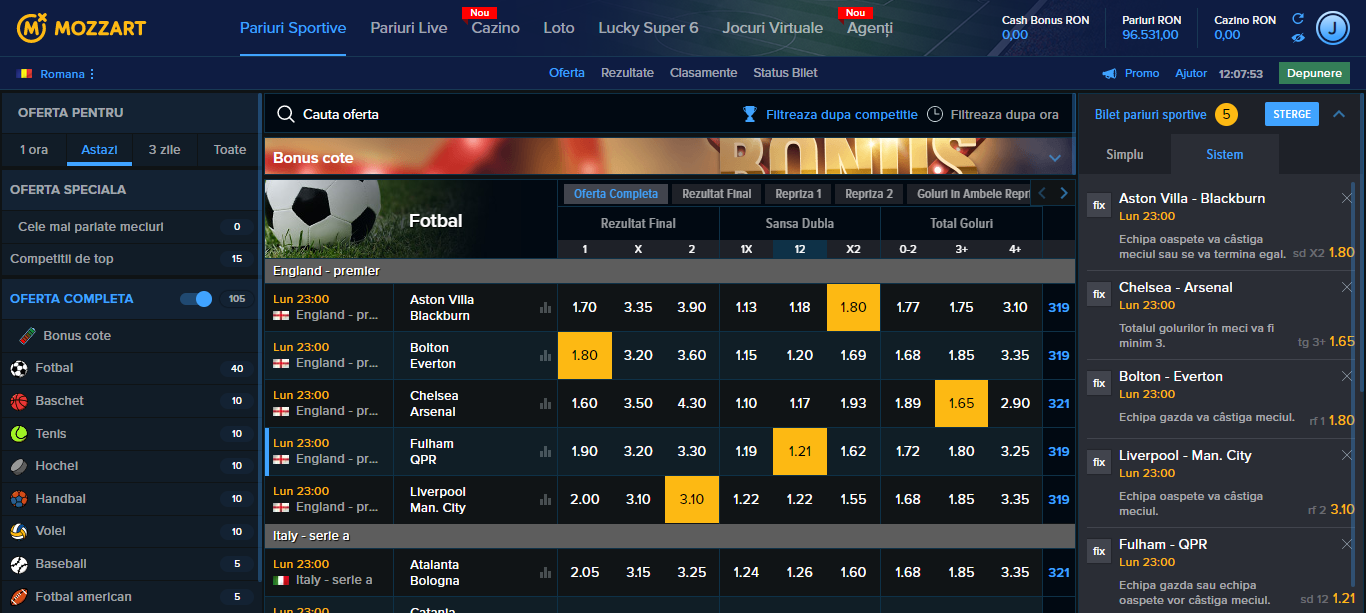 MOZZART
Pariuri Sportive
Pariuri Live
Nou
Cazino
Loto
Lucky Super 6
Jocuri Virtuale
Nou
Agenți
Cash Bonus RON
0,00
Pariuri RON
96.531,00
Cazino RON
0,00
J
Romana
Oferta
Rezultate
Clasamente
Status Bilet
Promo
Ajutor
12:07:53
Depunere
OFERTA PENTRU
1 ora
Astazi
3 zile
Toate
OFERTA SPECIALA
Cele mai pariate meciuri 0
Competitii de top 15
OFERTA COMPLETA 105
Bonus cote
Fotbal 40
Baschet 10
Tenis 10
Hochei 10
Handbal 10
Volei 10
Baseball 5
Fotbal american 5
Cauta oferta
Filtreaza dupa competitie
Filtreaza dupa ora
Bonus cote
BONUS
Fotbal
Oferta Completa
Rezultat Final
Repriza 1
Repriza 2
Goluri in Ambele Repri
Rezultat Final
Sansa Dubla
Total Goluri
1 X 2 1X 12 X2 0-2 3+ 4+
England - premier
Lun 23:00
England - pr...
Aston Villa
Blackburn
1.70 3.35 3.90 1.13 1.18 1.80 1.77 1.75 3.10 319
Lun 23:00
England - pr...
Bolton
Everton
1.80 3.20 3.60 1.15 1.20 1.69 1.68 1.85 3.35 319
Lun 23:00
England - pr...
Chelsea
Arsenal
1.60 3.50 4.30 1.10 1.17 1.93 1.89 1.65 2.90 321
Lun 23:00
England - pr...
Fulham
QPR
1.90 3.20 3.30 1.19 1.21 1.62 1.72 1.80 3.25 319
Lun 23:00
England - pr...
Liverpool
Man. City
2.00 3.10 3.10 1.22 1.22 1.55 1.68 1.85 3.35 319
Italy - serie a
Lun 23:00
Italy - serie a
Atalanta
Bologna
2.05 3.15 3.25 1.24 1.26 1.60 1.68 1.85 3.35 321
Lun 23:00
Catania
Bilet pariuri sportive 5
STERGE
Simplu
Sistem
fix
Aston Villa - Blackburn
Lun 23:00
Echipa oaspete va câstiga
meciul sau se va termina egal. sd X2 1.80
fix
Chelsea - Arsenal
Lun 23:00
Totalul golurilor în meci va fi
minim 3. tg 3+ 1.65
fix
Bolton - Everton
Lun 23:00
Echipa gazda va câstiga meciul. rf 1 1.80
fix
Liverpool - Man. City
Lun 23:00
Echipa oaspete va câstiga
meciul. rf 2 3.10
fix
Fulham - QPR
Lun 23:00
Echipa gazda sau echipa
oaspete vor câstiga meciul. sd 12 1.21